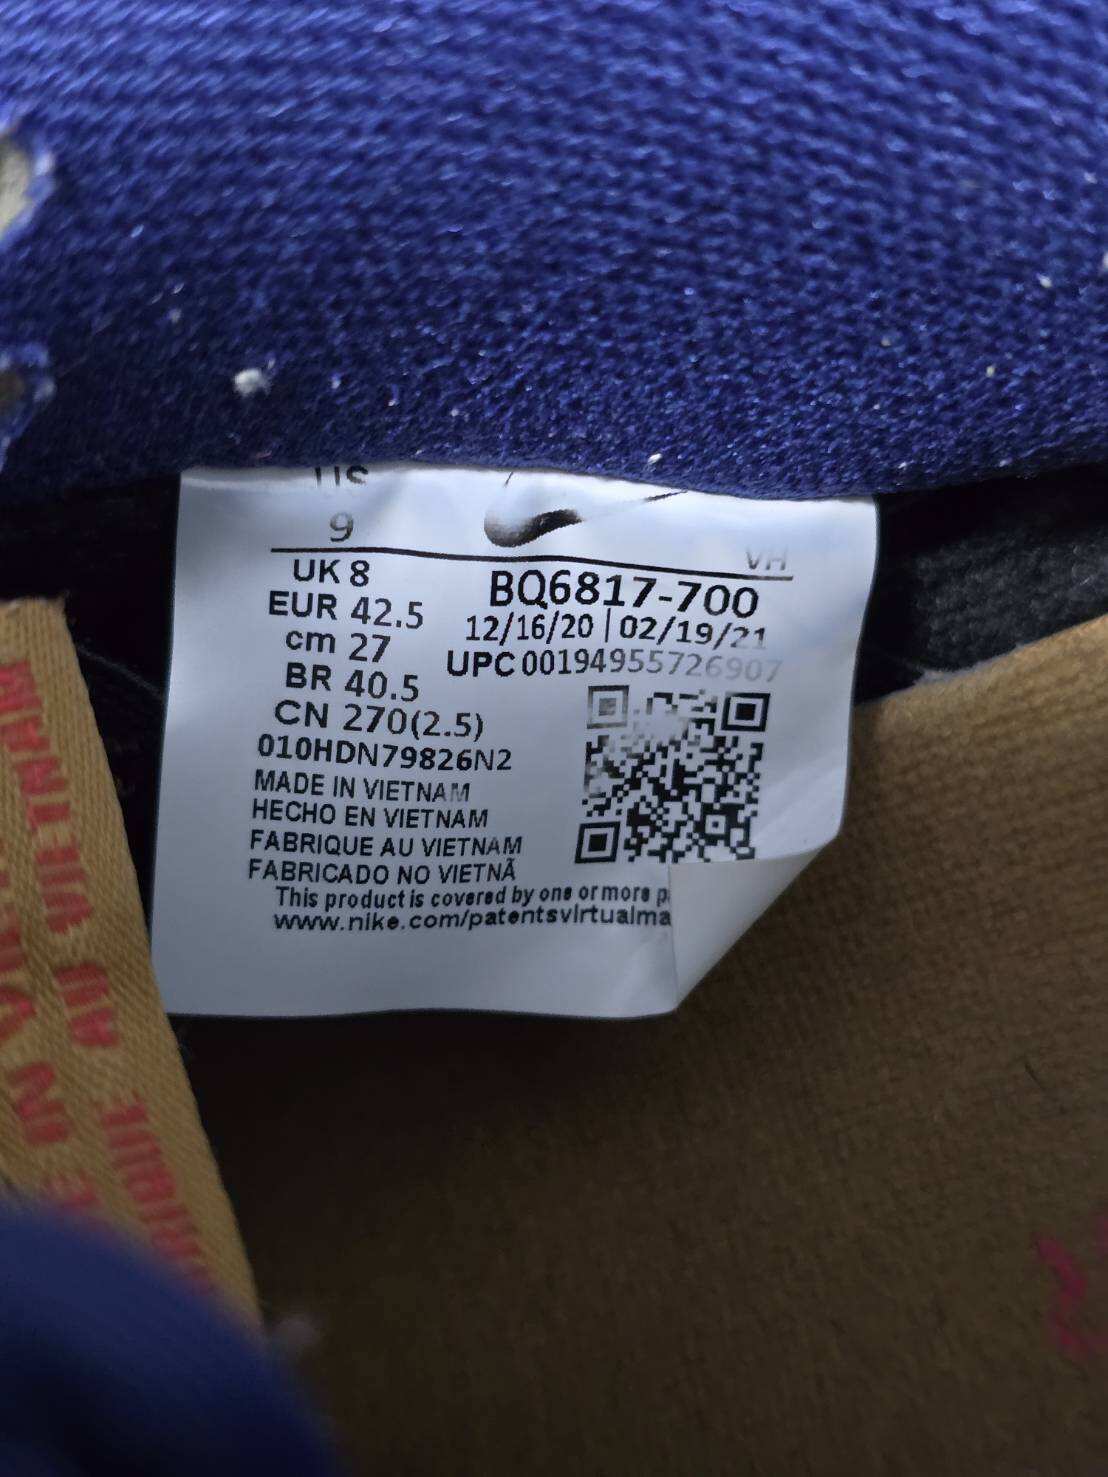 US
9
VH
UK 8
BQ6817-700
EUR 42.5
12/16/20 | 02/19/21
cm 27
UPC 00194955726907
BR 40.5
CN 270(2.5)
010HDN79826N2
MADE IN VIETNAM
HECHO EN VIETNAM
FABRIQUE AU VIETNAM
FABRICADO NO VIETNÃ
This product is covered by one or more
www.nike.com/patentsvirtualma